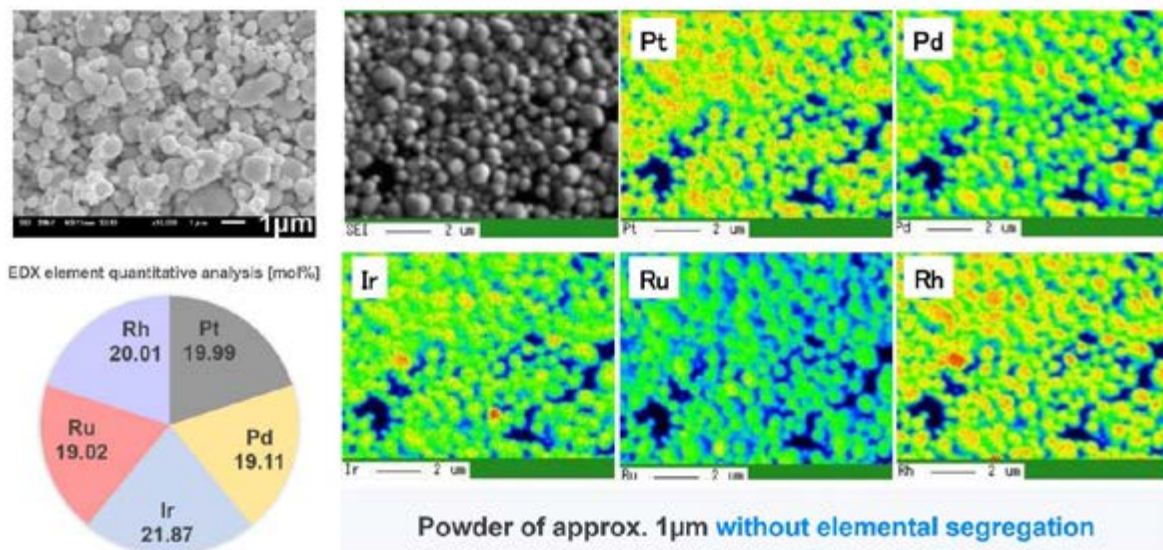 Pt
Pd
1μm
SEI 2 um
Pt 2 um
Pd 2 um
EDX element quantitative analysis [mol%]
Ir
Ru
Rh
Rh
20.01
Pt
19.99
Ru
19.02
Pd
19.11
Ir
21.87
Ir 2 um
Ru 2 um
Rh 2 um
Powder of approx. 1μm without elemental segregation